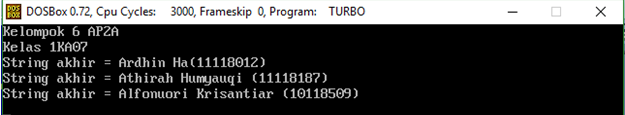 DOSBox 0.72, Cpu Cycles: 3000, Frameskip 0, Program: TURBO
Kelompok 6 AP2A
Kelas 1KA07
String akhir = Ardhin Ha(11118012)
String akhir = Athirah Humyauqi (11118187)
String akhir = Alfonuori Krisantiar (10118509)